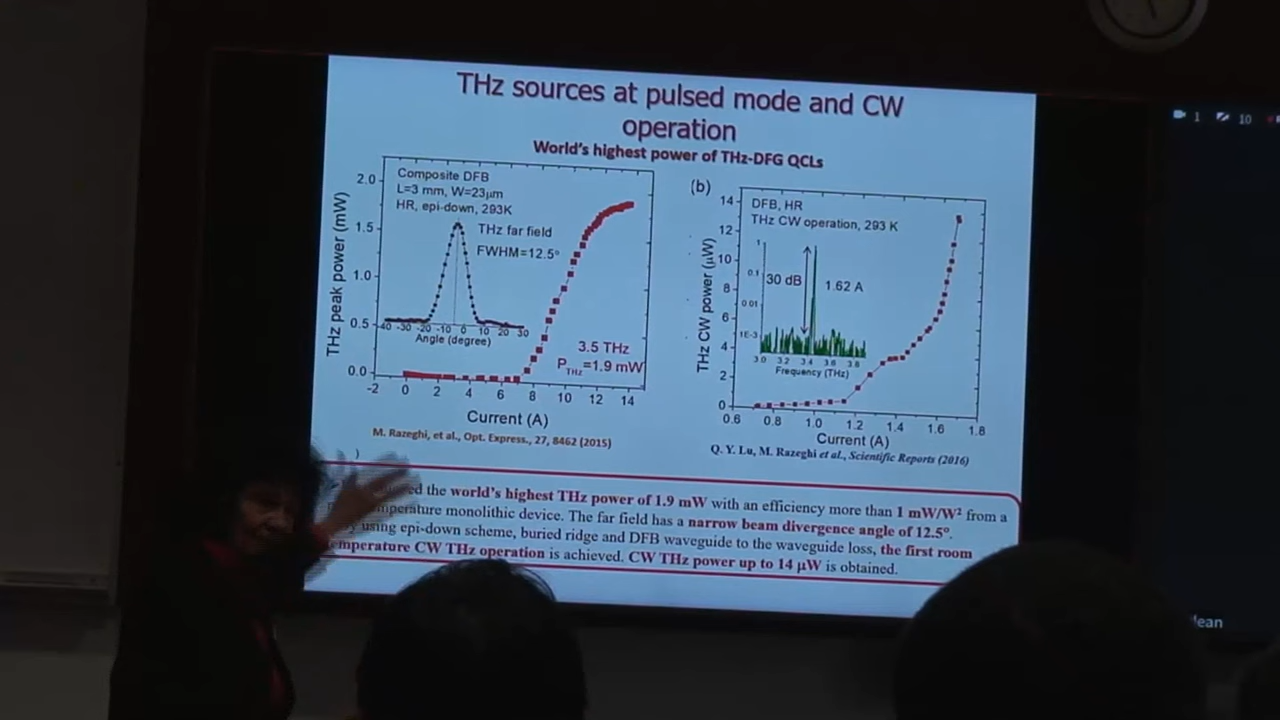 THz sources at pulsed mode and CW
operation
World's highest power of THz-DFG QCLs
Composite DFB
L=3 mm, W=23μm
HR, epi-down, 293K
THz far field
FWHM=12.5°
THz peak power (mW)
2.0
1.5
1.0
0.5
0.0
-40 -30 -20 -10 0 10 20 30
Angle (degree)
3.5 THz
P_THz=1.9 mW
-2 0 2 4 6 8 10 12 14
Current (A)
M. Razeghi, et al., Opt. Express., 27, 8462 (2015)
(b)
DFB, HR
THz CW operation, 293 K
THz CW power (μW)
14
12
10
8
6
4
2
0
1
0.1
0.01
1E-3
30 dB
1.62 A
3.0 3.2 3.4 3.6 3.8
Frequency (THz)
0.6 0.8 1.0 1.2 1.4 1.6 1.8
Current (A)
Q. Y. Lu, M. Razeghi et al., Scientific Reports (2016)
)
the world's highest THz power of 1.9 mW with an efficiency more than 1 mW/W² from a
monolithic device. The far field has a narrow beam divergence angle of 12.5°.
using epi-down scheme, buried ridge and DFB waveguide to the waveguide loss, the first room
temperature CW THz operation is achieved. CW THz power up to 14 μW is obtained.
1 10